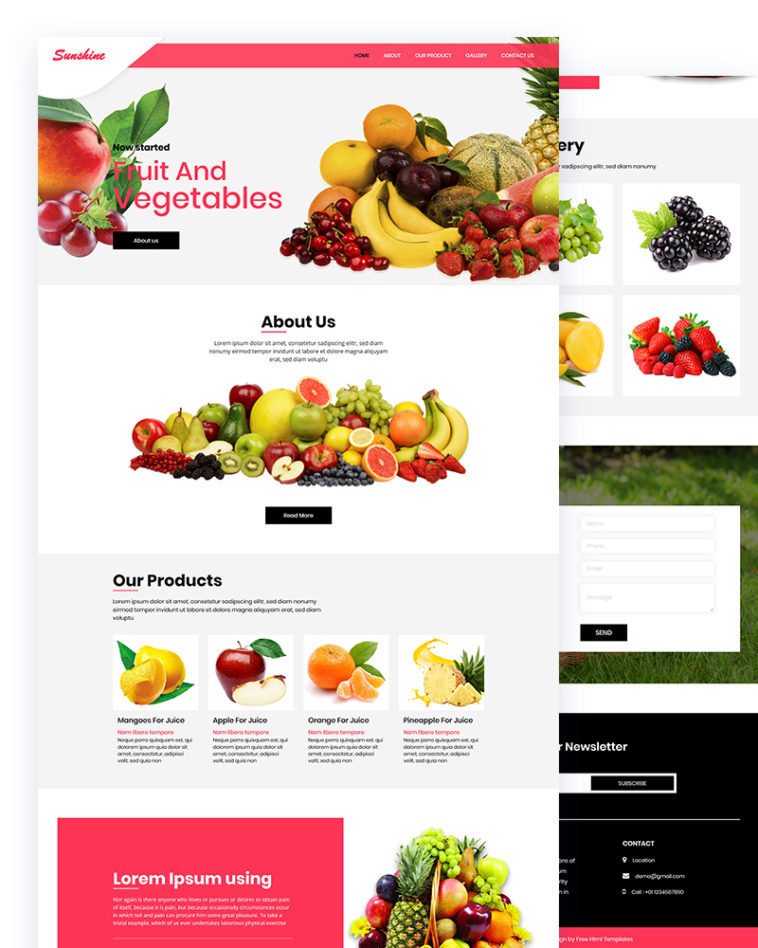 Sunshine
HOME ABOUT OUR PRODUCT GALLERY CONTACT US
Now started
Fruit And
Vegetables
About us
About Us
Lorem ipsum dolor sit amet, consetetur sadipscing elitr, sed diam
nonumy eirmod tempor invidunt ut labore et dolore magna aliquyam
erat, sed diam voluptu
Read More
Our Products
Lorem ipsum dolor sit amet, consetetur sadipscing elitr, sed diam nonumy
eirmod tempor invidunt ut labore et dolore magna aliquyam erat, sed diam
voluptu
Mangoes For Juice
Nam libero tempore
Neque porro quisquam est, qui
dolorem ipsum quia dolor sit
amet, consectetur, adipisci
velit, sed quia non
Apple For Juice
Nam libero tempore
Neque porro quisquam est, qui
dolorem ipsum quia dolor sit
amet, consectetur, adipisci
velit, sed quia non
Orange For Juice
Nam libero tempore
Neque porro quisquam est, qui
dolorem ipsum quia dolor sit
amet, consectetur, adipisci
velit, sed quia non
Pineapple For Juice
Nam libero tempore
Neque porro quisquam est, qui
dolorem ipsum quia dolor sit
amet, consectetur, adipisci
velit, sed quia non
Lorem Ipsum using
Nor again is there anyone who loves or pursues or desires to obtain pain
of itself, because it is pain, but because occasionally circumstances occur
in which toil and pain can procure him some great pleasure. To take a
trivial example, which of us ever undertakes laborious physical exercise
ery
sadipscing elitr, sed diam nonumy
Name
Phone
Email
Message
SEND
r Newsletter
SUBSCRIBE
ons of
um
rity
n in
CONTACT
Location
demo@gmail.com
Call : +01 1234567890
gn by Free Html Templates